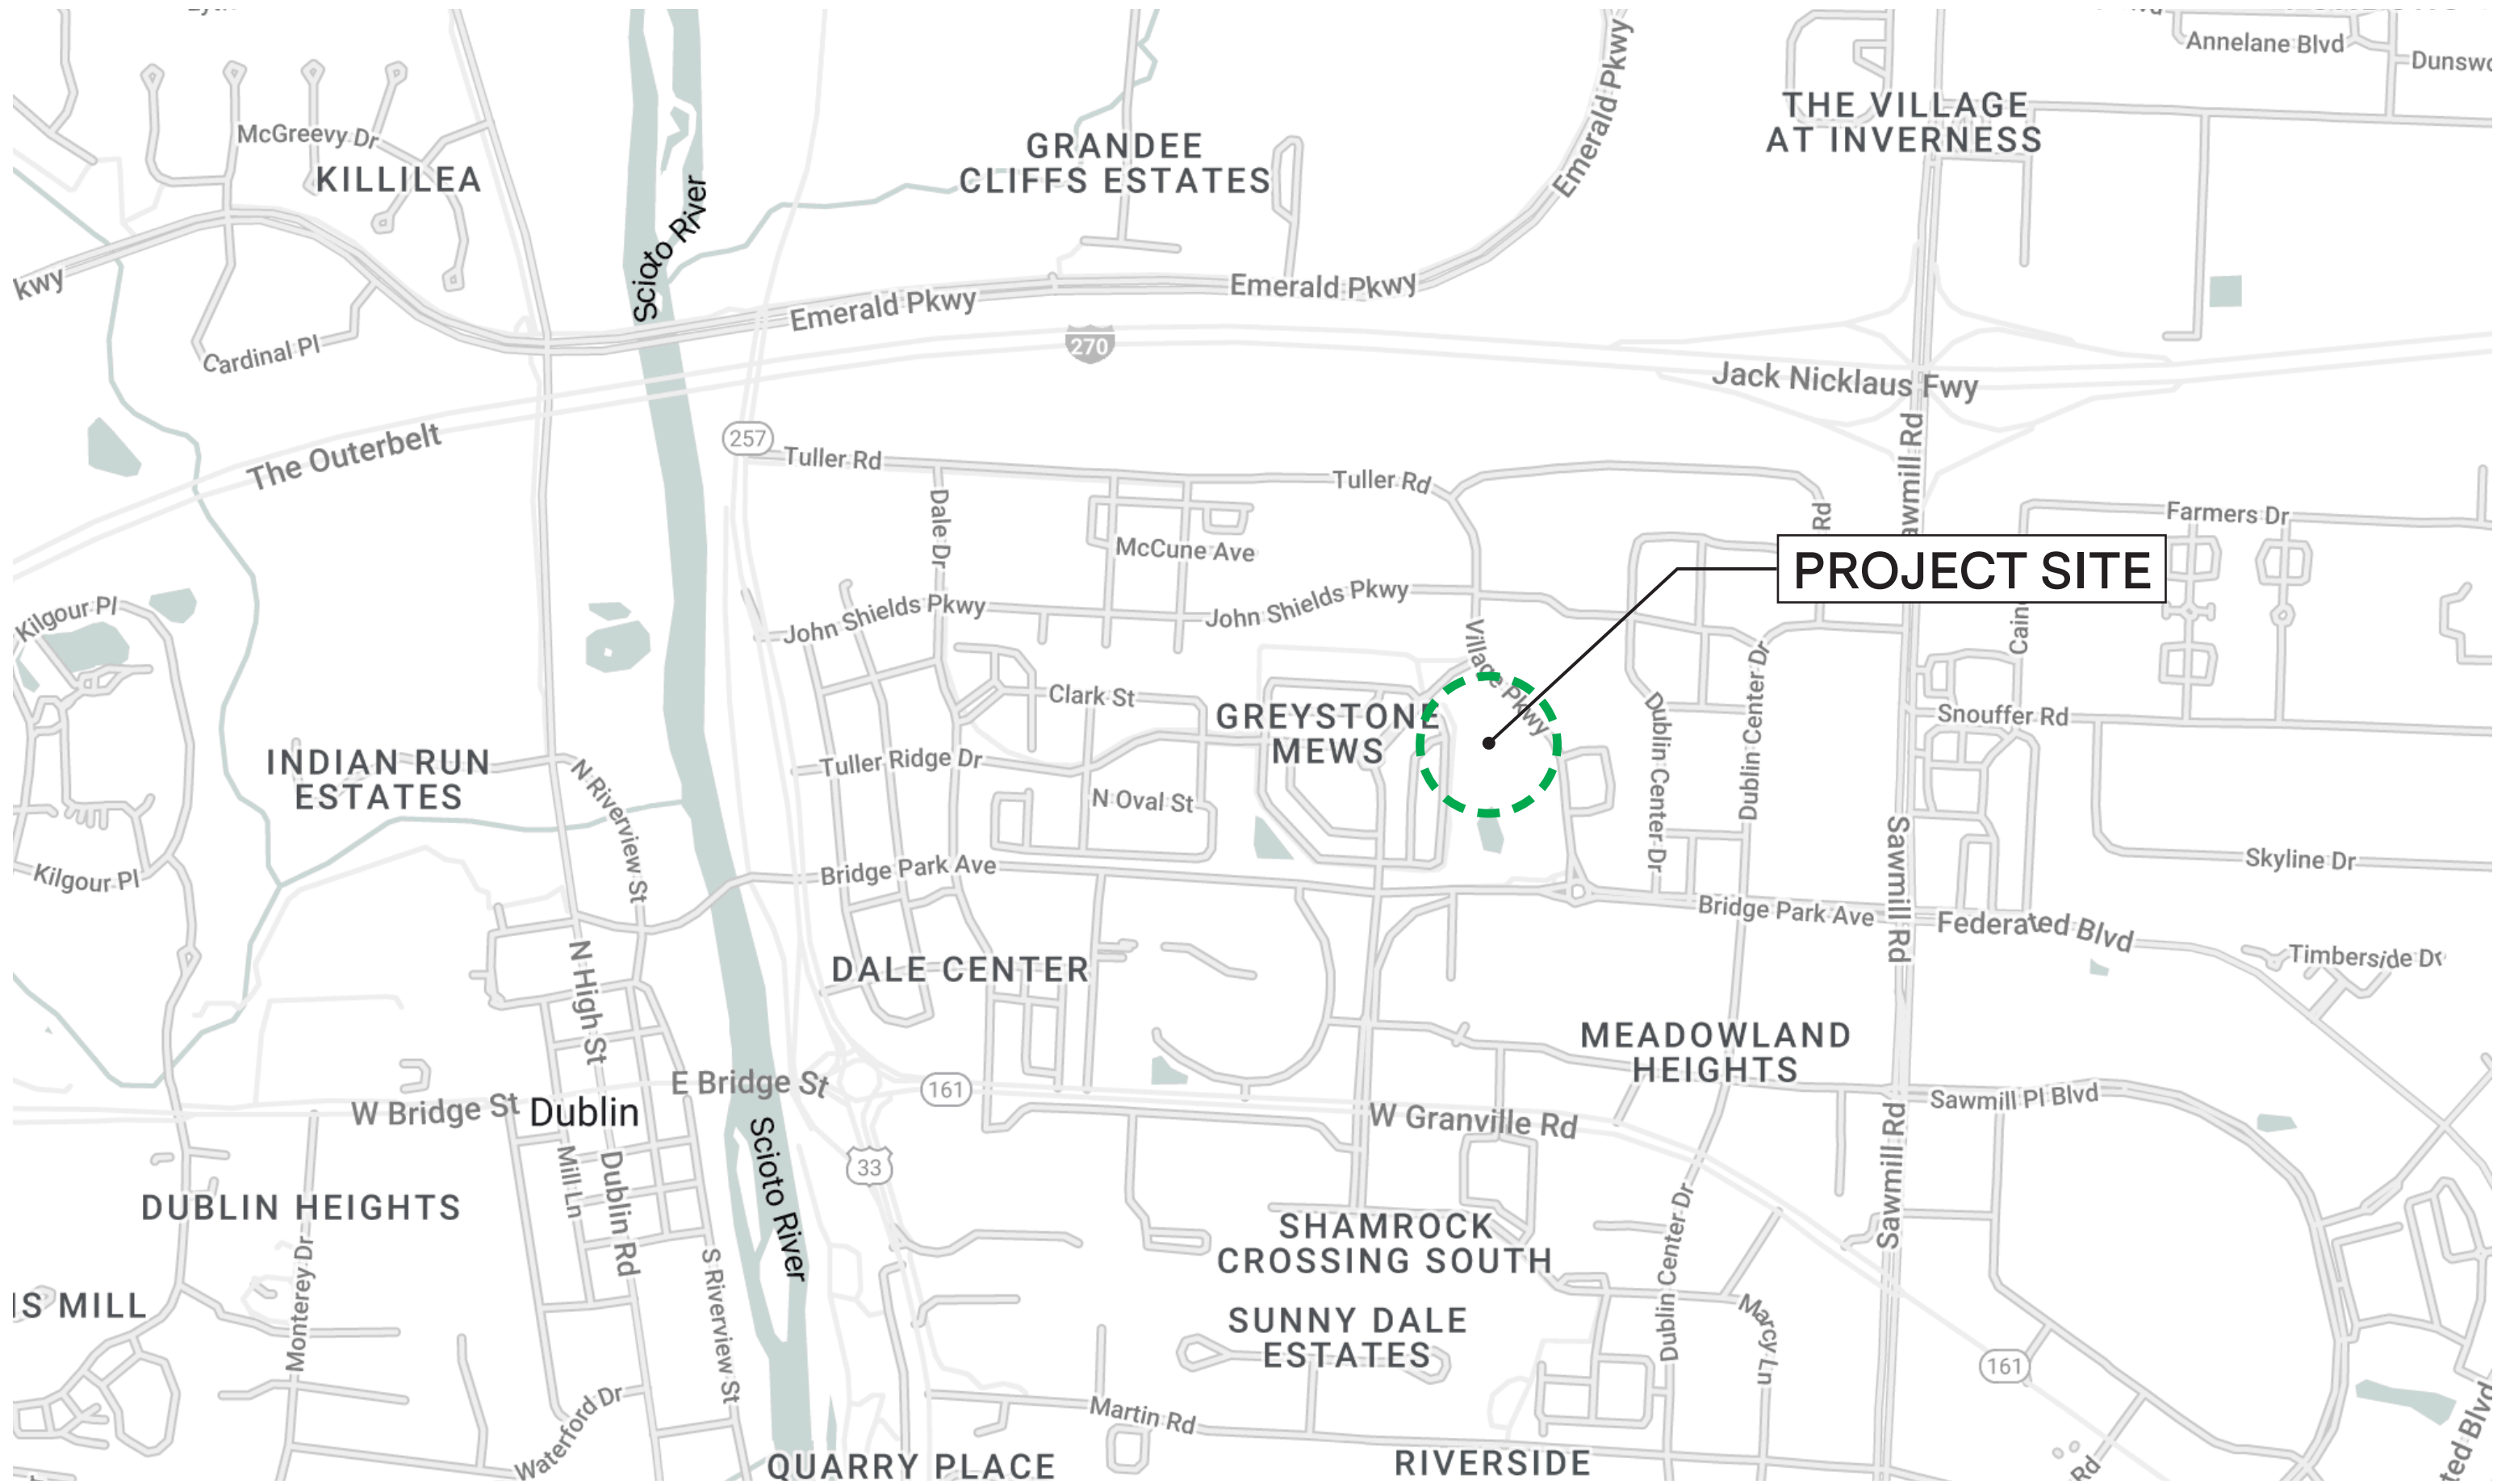 Annelane Blvd
THE VILLAGE
AT INVERNESS
Emerald Pkwy
McGreevy Dr
KILLILEA
GRANDEE
CLIFFS ESTATES
Scioto River
kwy
Emerald Pkwy
Emerald Pkwy
Cardinal Pl
270
Jack Nicklaus Fwy
The Outerbelt
257
Tuller Rd
Tuller Rd
Sawmill Rd
awmill Rd
Rd
Farmers Dr
Dale Dr
McCune Ave
PROJECT SITE
Kilgour Pl
John Shields Pkwy
John Shields Pkwy
Village Pkwy
Clark St
GREYSTONE
MEWS
Dublin Center Dr
Dublin Center Dr
Snouffer Rd
INDIAN RUN
ESTATES
N Riverview St
Tuller Ridge Dr
N Oval St
Kilgour Pl
Bridge Park Ave
Sawmill Rd
Skyline Dr
Bridge Park Ave
Federated Blvd
Timberside Dr
N High St
DALE CENTER
MEADOWLAND
HEIGHTS
E Bridge St
161
W Bridge St
Dublin
W Granville Rd
Sawmill Pl Blvd
Scioto River
33
Mill Ln
Dublin Rd
DUBLIN HEIGHTS
Sawmill Rd
SHAMROCK
CROSSING SOUTH
Dublin Center Dr
Monterey Dr
S Riverview St
IS MILL
SUNNY DALE
ESTATES
Marcy Ln
161
Waterford Dr
Martin Rd
QUARRY PLACE
RIVERSIDE
Rd
ted Blvd